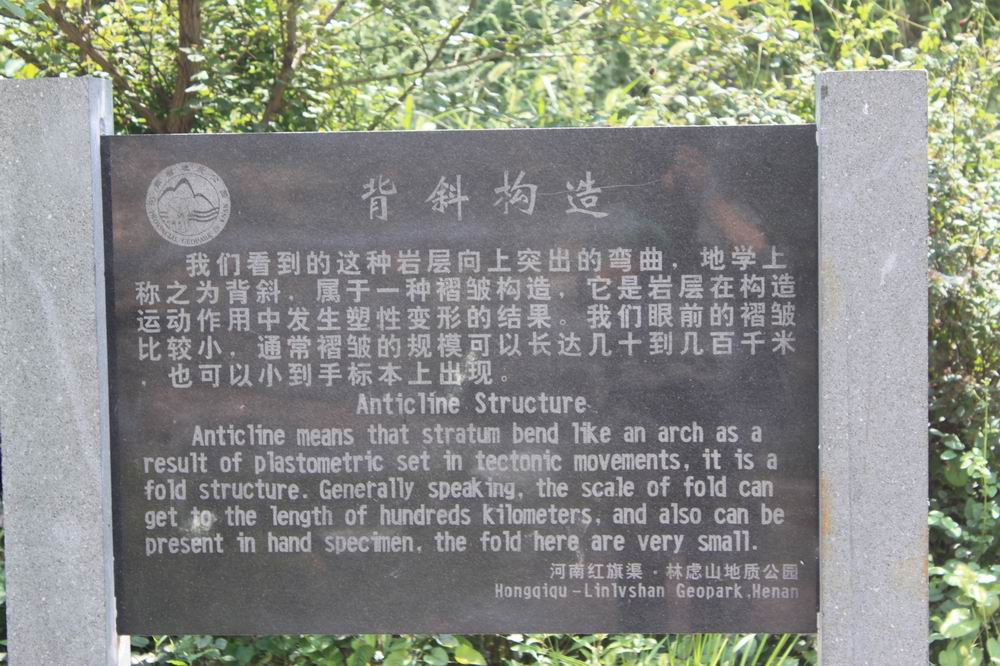 背斜构造
我们看到的这种岩层向上突出的弯曲，地学上
称之为背斜，属于一种褶皱构造，它是岩层在构造
运动作用中发生塑性变形的结果。我们眼前的褶皱
比较小，通常褶皱的规模可以长达几十到几百千米
，也可以小到手标本上出现。
Anticline Structure
Anticline means that stratum bend like an arch as a
result of plastometric set in tectonic movements, it is a
fold structure. Generally speaking, the scale of fold can
get to the length of hundreds kilometers, and also can be
present in hand specimen, the fold here are very small.
河南红旗渠·林虑山地质公园
Hongqiqu-Linlvshan Geopark,Henan